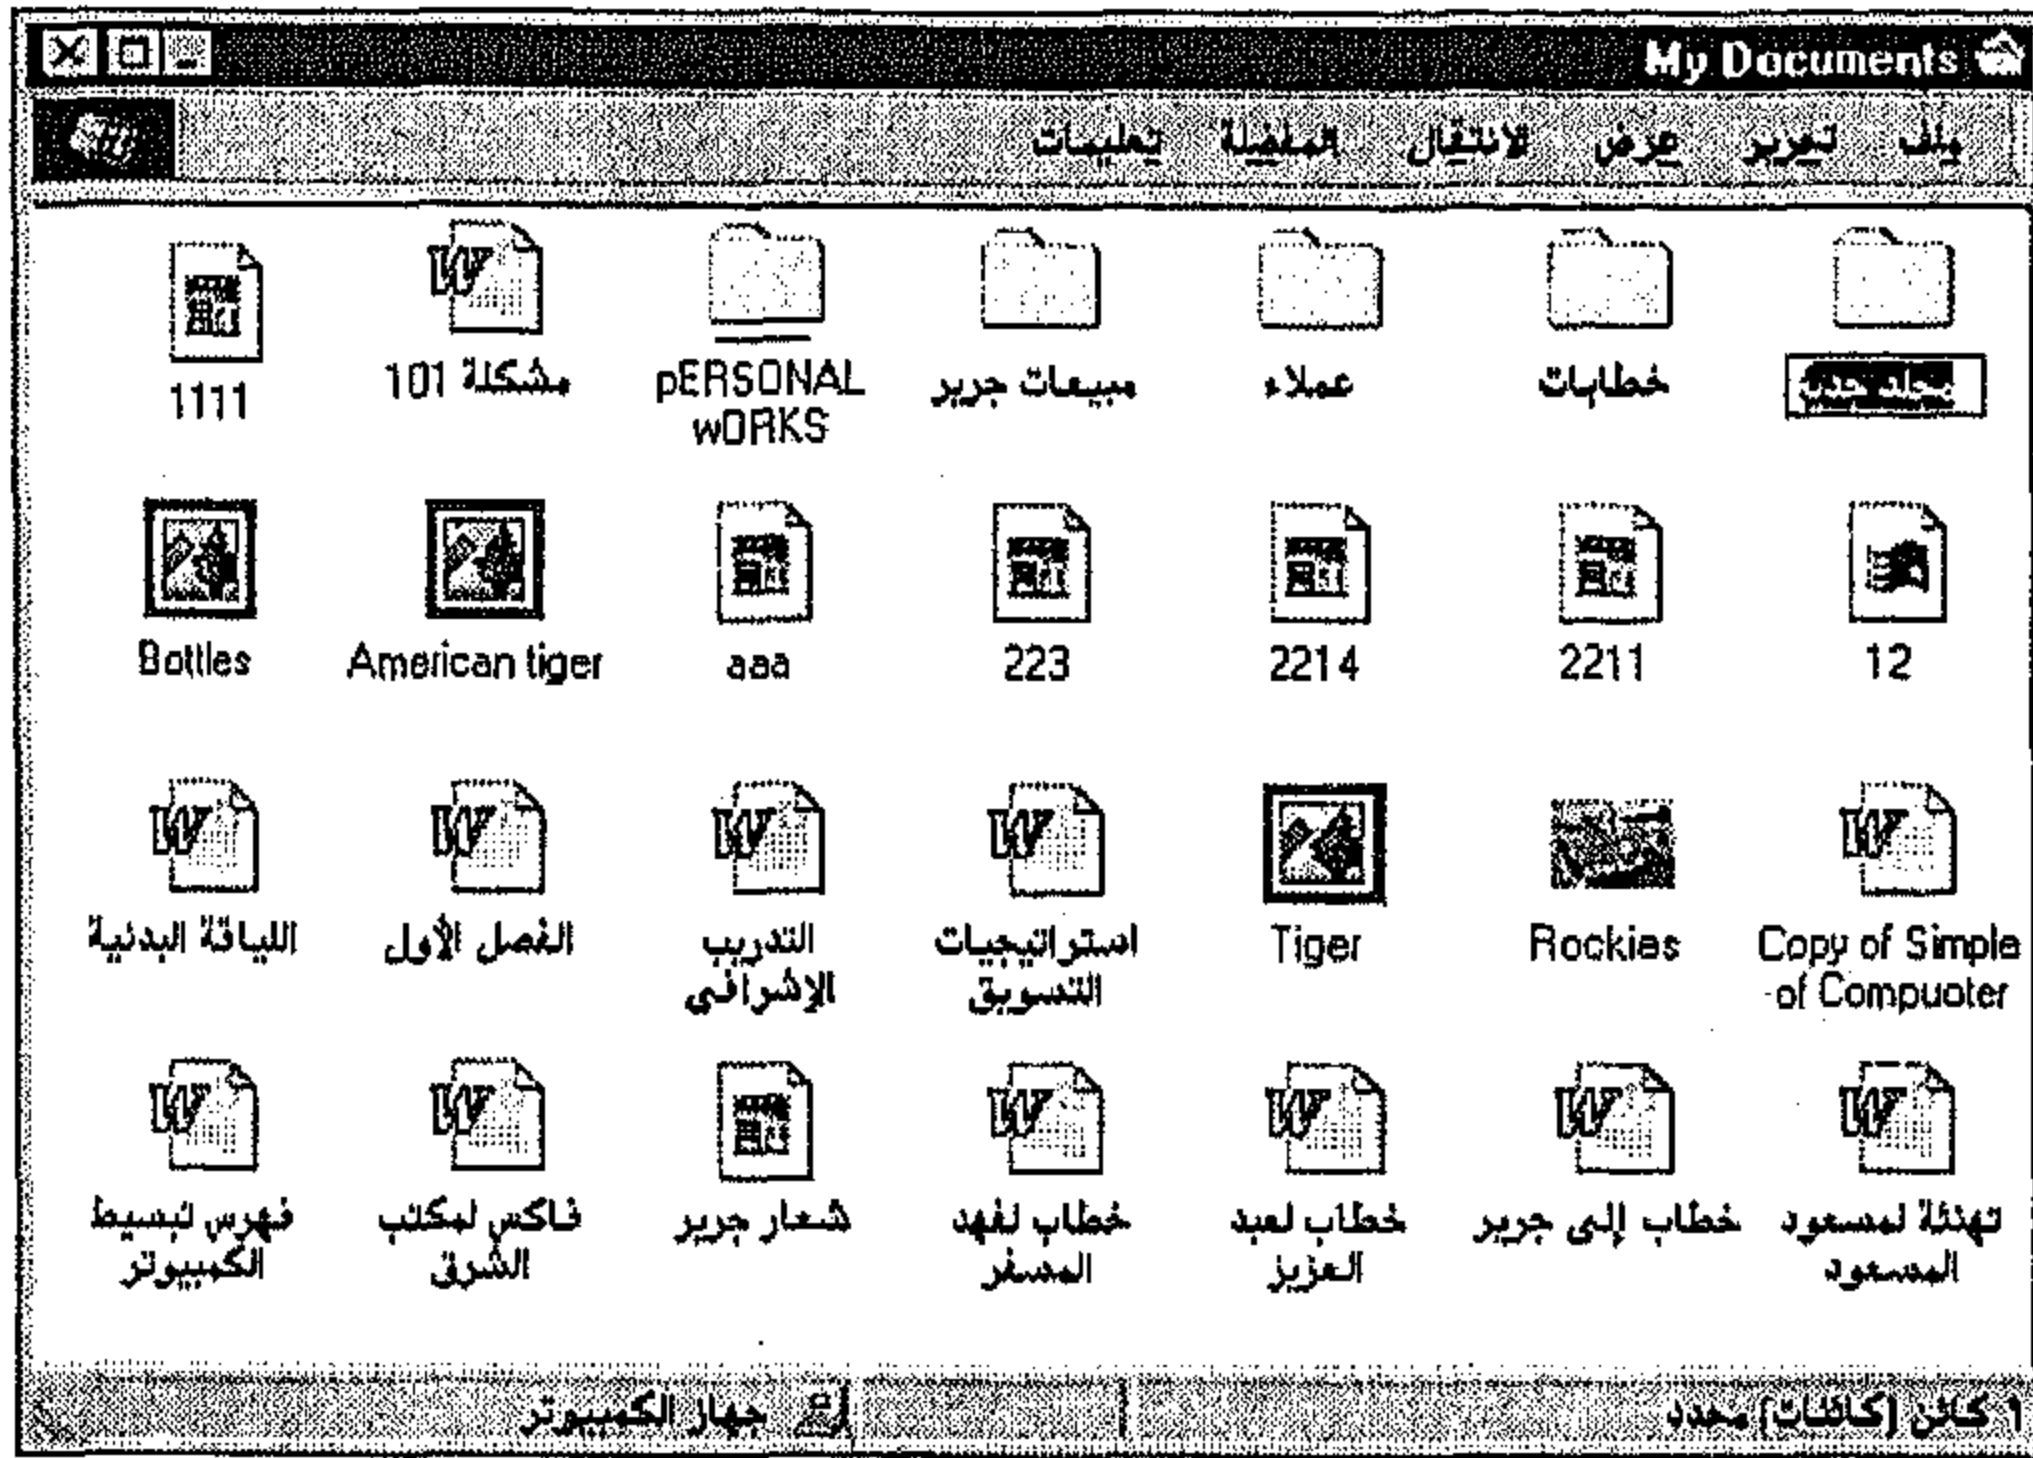 My Documents
ملف تحرير عرض الانتقال المفضلة تعليمات
خطابات
عملاء
مبيعات جرير
pERSONAL
wORKS
مشكلة 101
1111
12
2211
2214
223
aaa
American tiger
Bottles
Copy of Simple
of Compuoter
Rockies
Tiger
استراتيجيات
التسويق
التدريب
الإشرافي
الفصل الأول
اللياقة البدنية
تهنئة لمسعود
المسعود
خطاب إلى جرير
خطاب لعبد
العزيز
خطاب لفهد
المسفر
شعار جرير
فاكس لمكتب
الشرق
فهرس تبسيط
الكمبيوتر
١ كائن (كائنات) محدد
جهاز الكمبيوتر